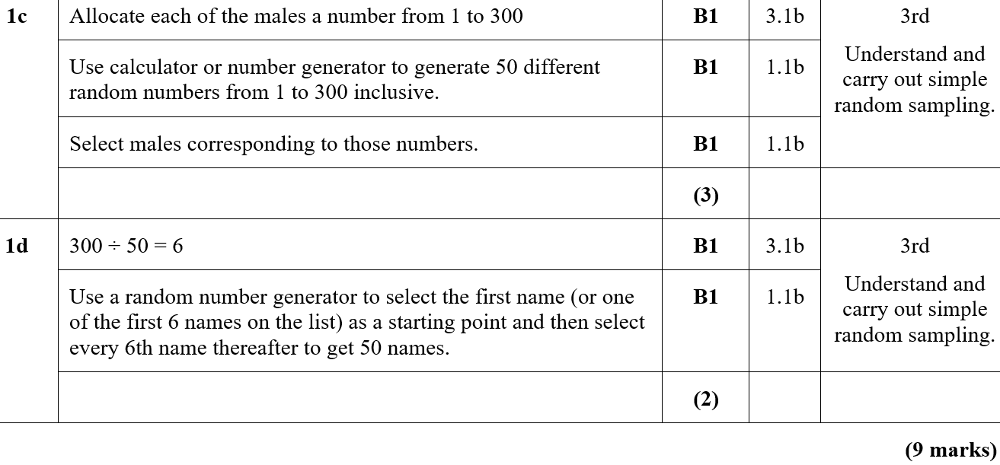 1c Allocate each of the males a number from 1 to 300 B1 3.1b 3rd
Understand and
carry out simple
random sampling.
Use calculator or number generator to generate 50 different B1 1.1b
random numbers from 1 to 300 inclusive.
Select males corresponding to those numbers. B1 1.1b
(3)
1d 300 ÷ 50 = 6 B1 3.1b 3rd
Understand and
carry out simple
random sampling.
Use a random number generator to select the first name (or one B1 1.1b
of the first 6 names on the list) as a starting point and then select
every 6th name thereafter to get 50 names.
(2)
(9 marks)